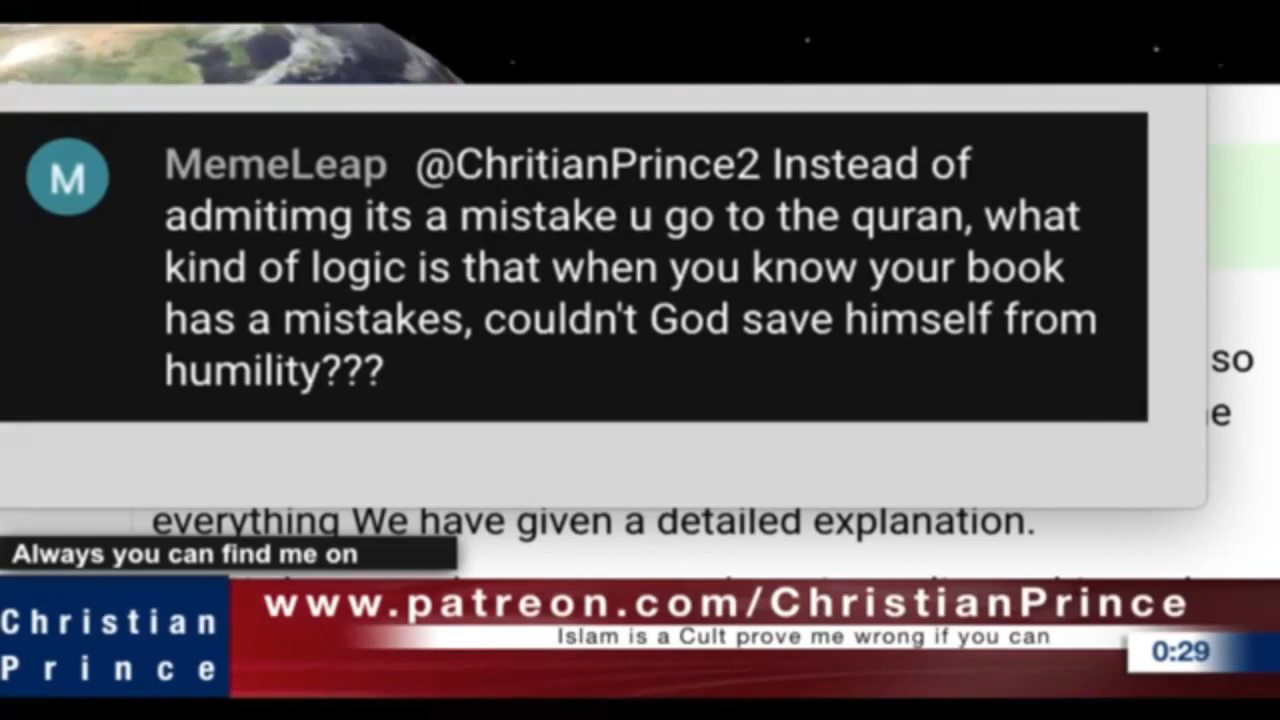 M
MemeLeap @ChritianPrince2 Instead of
admitimg its a mistake u go to the quran, what
kind of logic is that when you know your book
has a mistakes, couldn't God save himself from
humility???
so
everything We have given a detailed explanation.
Always you can find me on
Christian
Prince
www.patreon.com/ChristianPrince
Islam is a Cult prove me wrong if you can
0:29